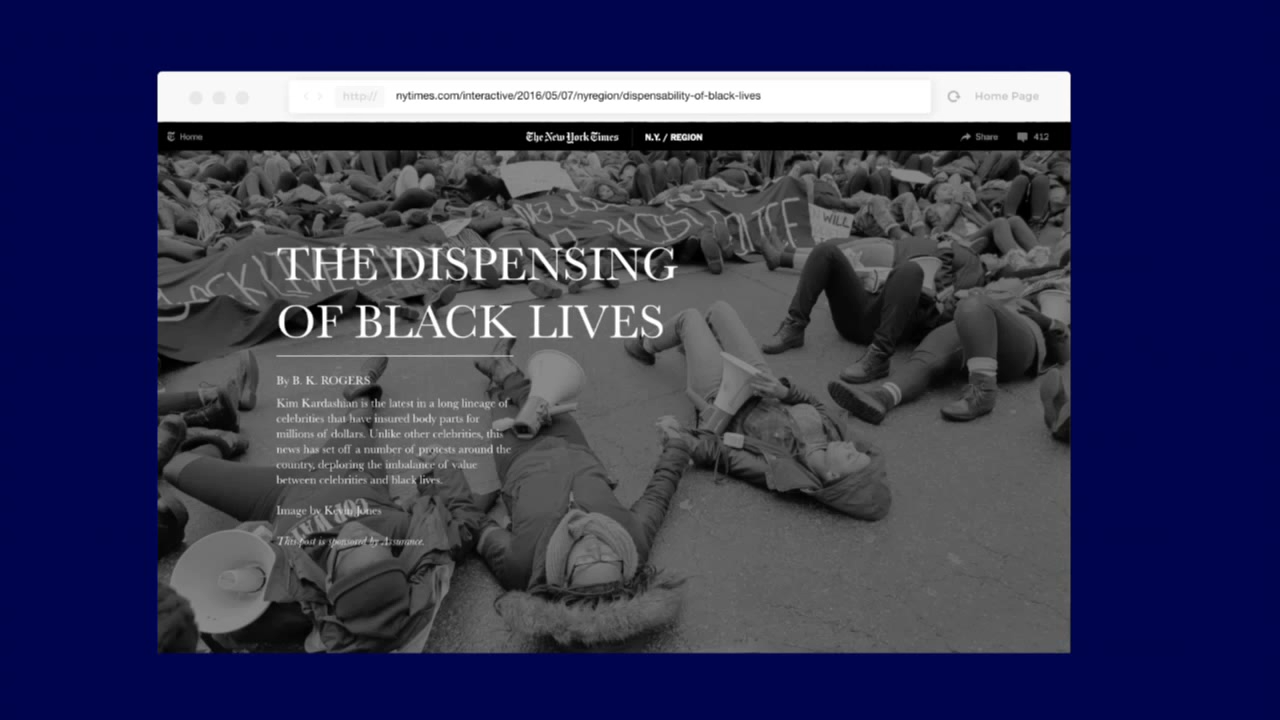 http:// nytimes.com/interactive/2016/05/07/nyregion/dispensability-of-black-lives Home Page
Home The New York Times N.Y. / REGION Share 412
WILL
THE DISPENSING
OF BLACK LIVES
By B. K. ROGERS
Kim Kardashian is the latest in a long lineage of
celebrities that have insured body parts for
millions of dollars. Unlike other celebrities, this
news has set off a number of protests around the
country, deploring the imbalance of value
between celebrities and black lives.
Image by Kevin Jones
This post is sponsored by Assurance.